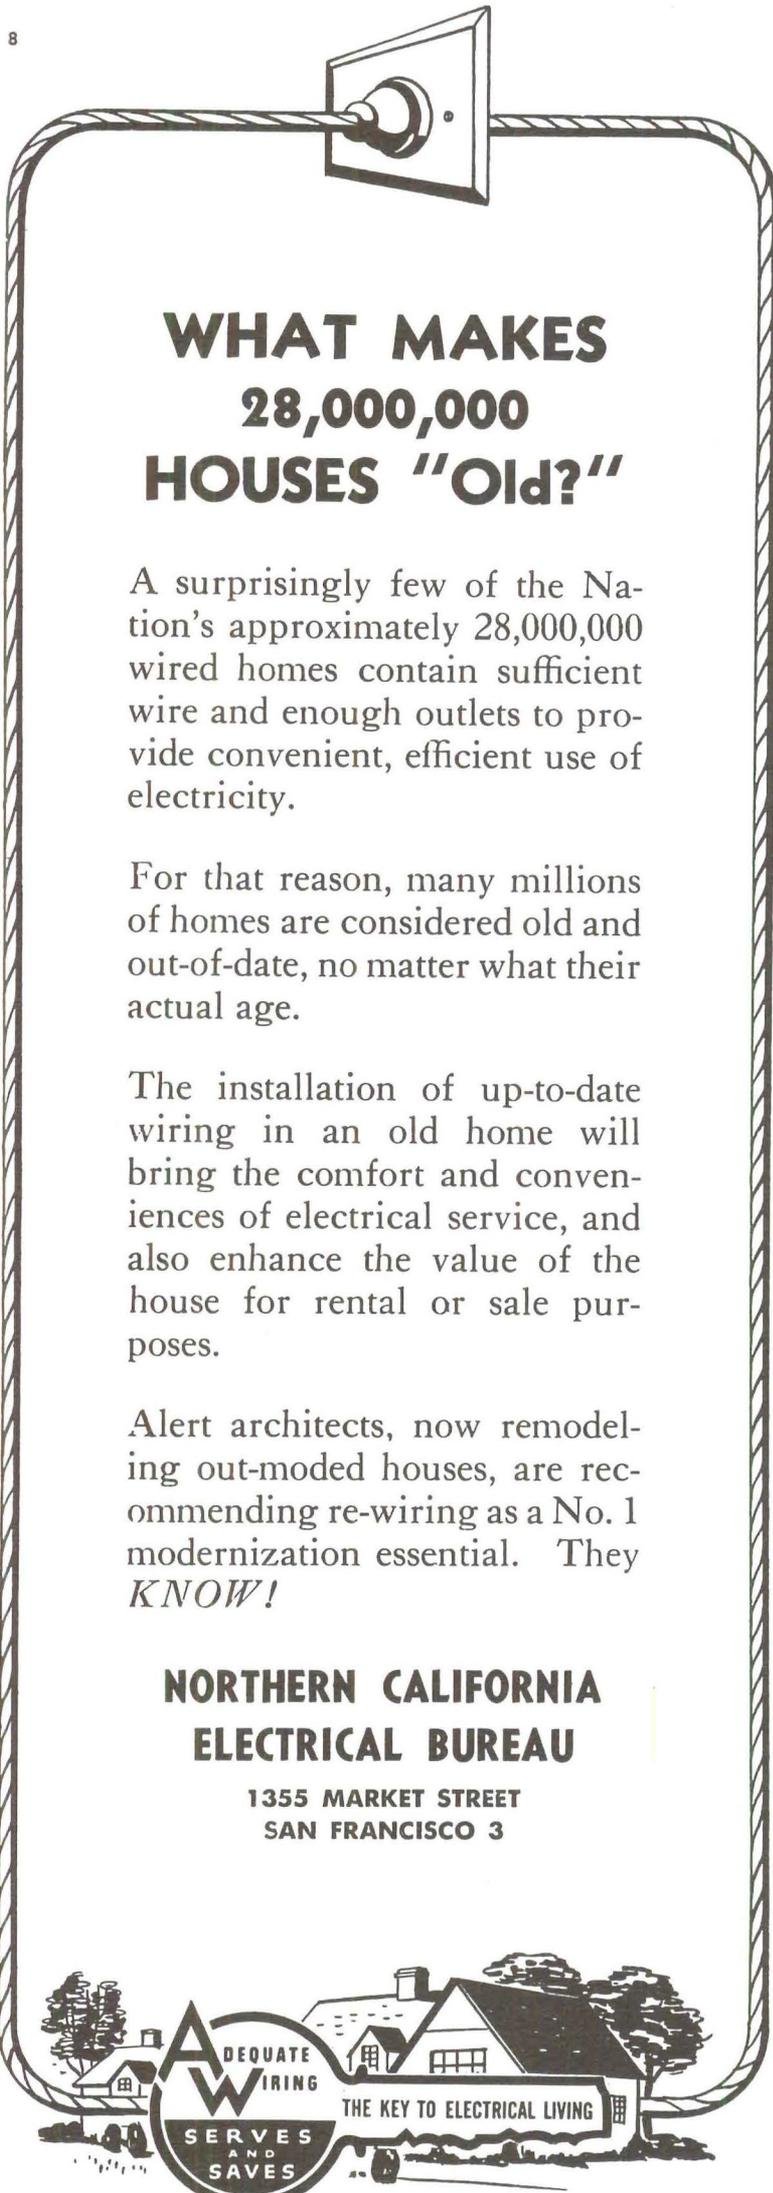 8
WHAT MAKES
28,000,000
HOUSES "Old?"
A surprisingly few of the Na-
tion's approximately 28,000,000
wired homes contain sufficient
wire and enough outlets to pro-
vide convenient, efficient use of
electricity.
For that reason, many millions
of homes are considered old and
out-of-date, no matter what their
actual age.
The installation of up-to-date
wiring in an old home will
bring the comfort and conven-
iences of electrical service, and
also enhance the value of the
house for rental or sale pur-
poses.
Alert architects, now remodel-
ing out-moded houses, are rec-
ommending re-wiring as a No. 1
modernization essential. They
KNOW!
NORTHERN CALIFORNIA
ELECTRICAL BUREAU
1355 MARKET STREET
SAN FRANCISCO 3
ADEQUATE
WIRING
SERVES
AND
SAVES
THE KEY TO ELECTRICAL LIVING